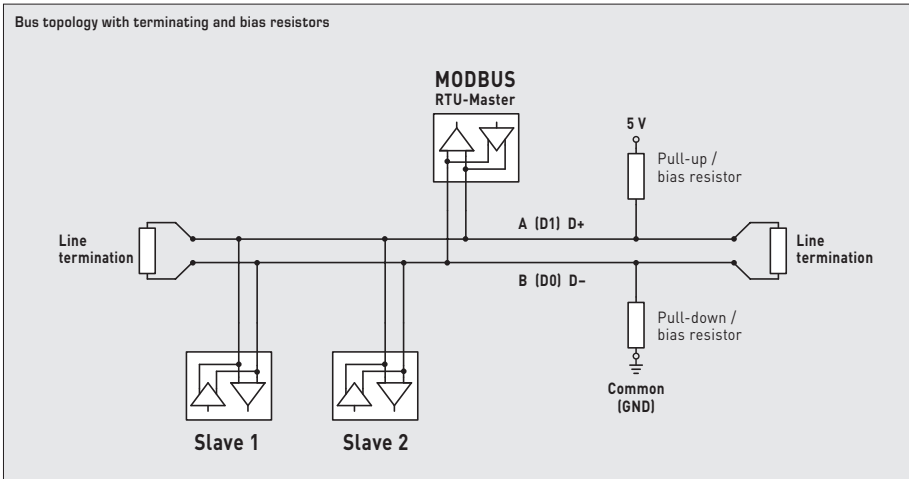 Bus topology with terminating and bias resistors
MODBUS
RTU-Master
5 V
Pull-up /
bias resistor
A (D1) D+
Line
termination
Line
termination
B (D0) D–
Pull-down /
bias resistor
Common
(GND)
Slave 1
Slave 2